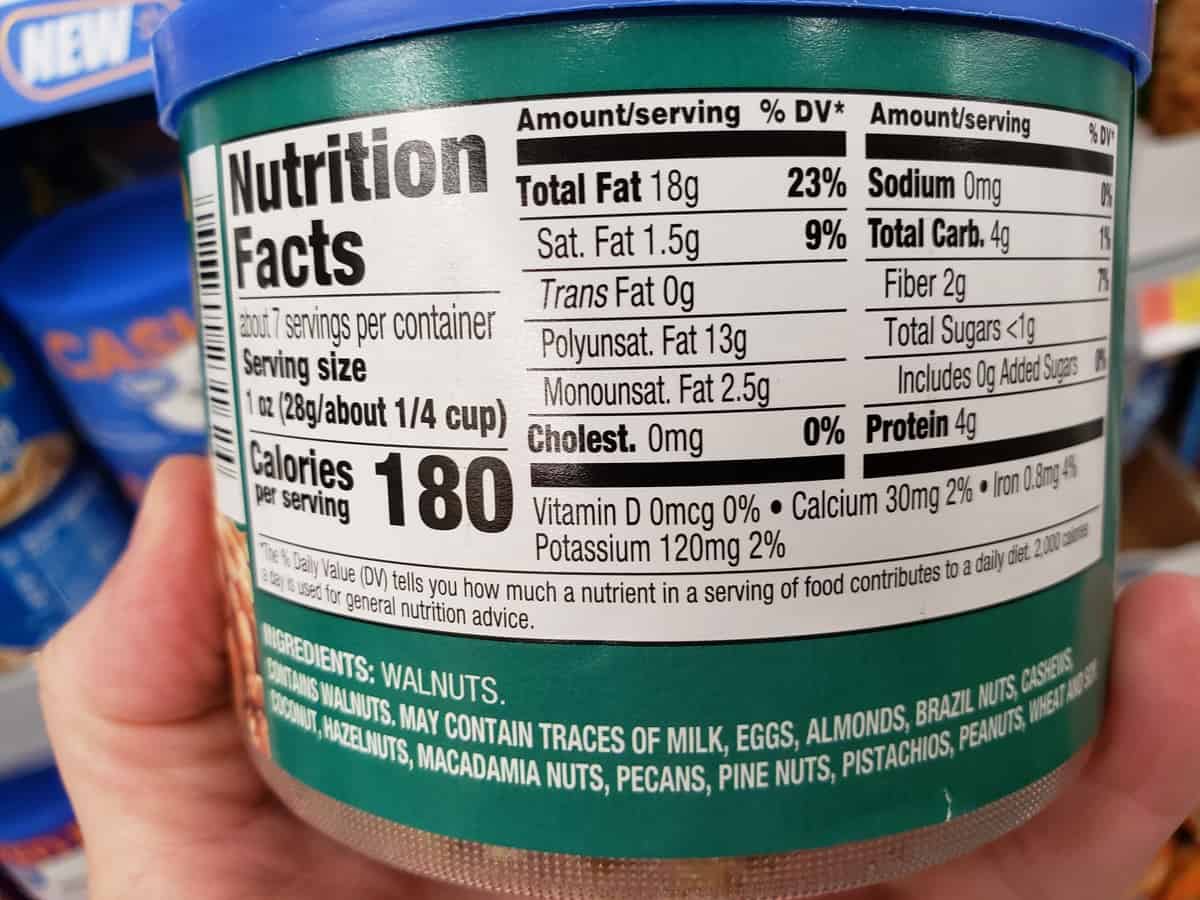 NEW
CAS
Nutrition
Facts
about 7 servings per container
Serving size
1 oz (28g/about 1/4 cup)
Calories
per serving
180
Amount/serving % DV*
Total Fat 18g 23%
Sat. Fat 1.5g 9%
Trans Fat 0g
Polyunsat. Fat 13g
Monounsat. Fat 2.5g
Cholest. 0mg 0%
Amount/serving % DV*
Sodium 0mg 0%
Total Carb. 4g 1%
Fiber 2g 7%
Total Sugars <1g
Includes 0g Added Sugars 0%
Protein 4g
Vitamin D 0mcg 0% • Calcium 30mg 2% • Iron 0.8mg 4%
Potassium 120mg 2%
*The % Daily Value (DV) tells you how much a nutrient in a serving of food contributes to a daily diet. 2,000 calories
a day is used for general nutrition advice.
INGREDIENTS: WALNUTS.
CONTAINS WALNUTS. MAY CONTAIN TRACES OF MILK, EGGS, ALMONDS, BRAZIL NUTS, CASHEWS,
COCONUT, HAZELNUTS, MACADAMIA NUTS, PECANS, PINE NUTS, PISTACHIOS, PEANUTS, WHEAT AND SOY.